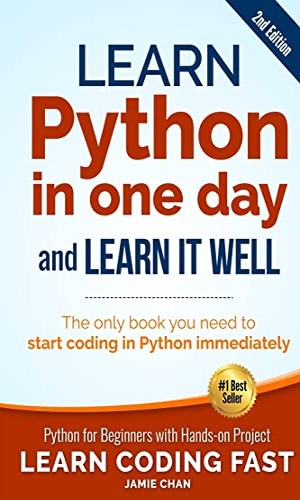 2nd Edition
LEARN
Python
in one day
and LEARN IT WELL
The only book you need to
start coding in Python immediately
#1 Best
Seller
Python for Beginners with Hands-on Project
LEARN CODING FAST
JAMIE CHAN